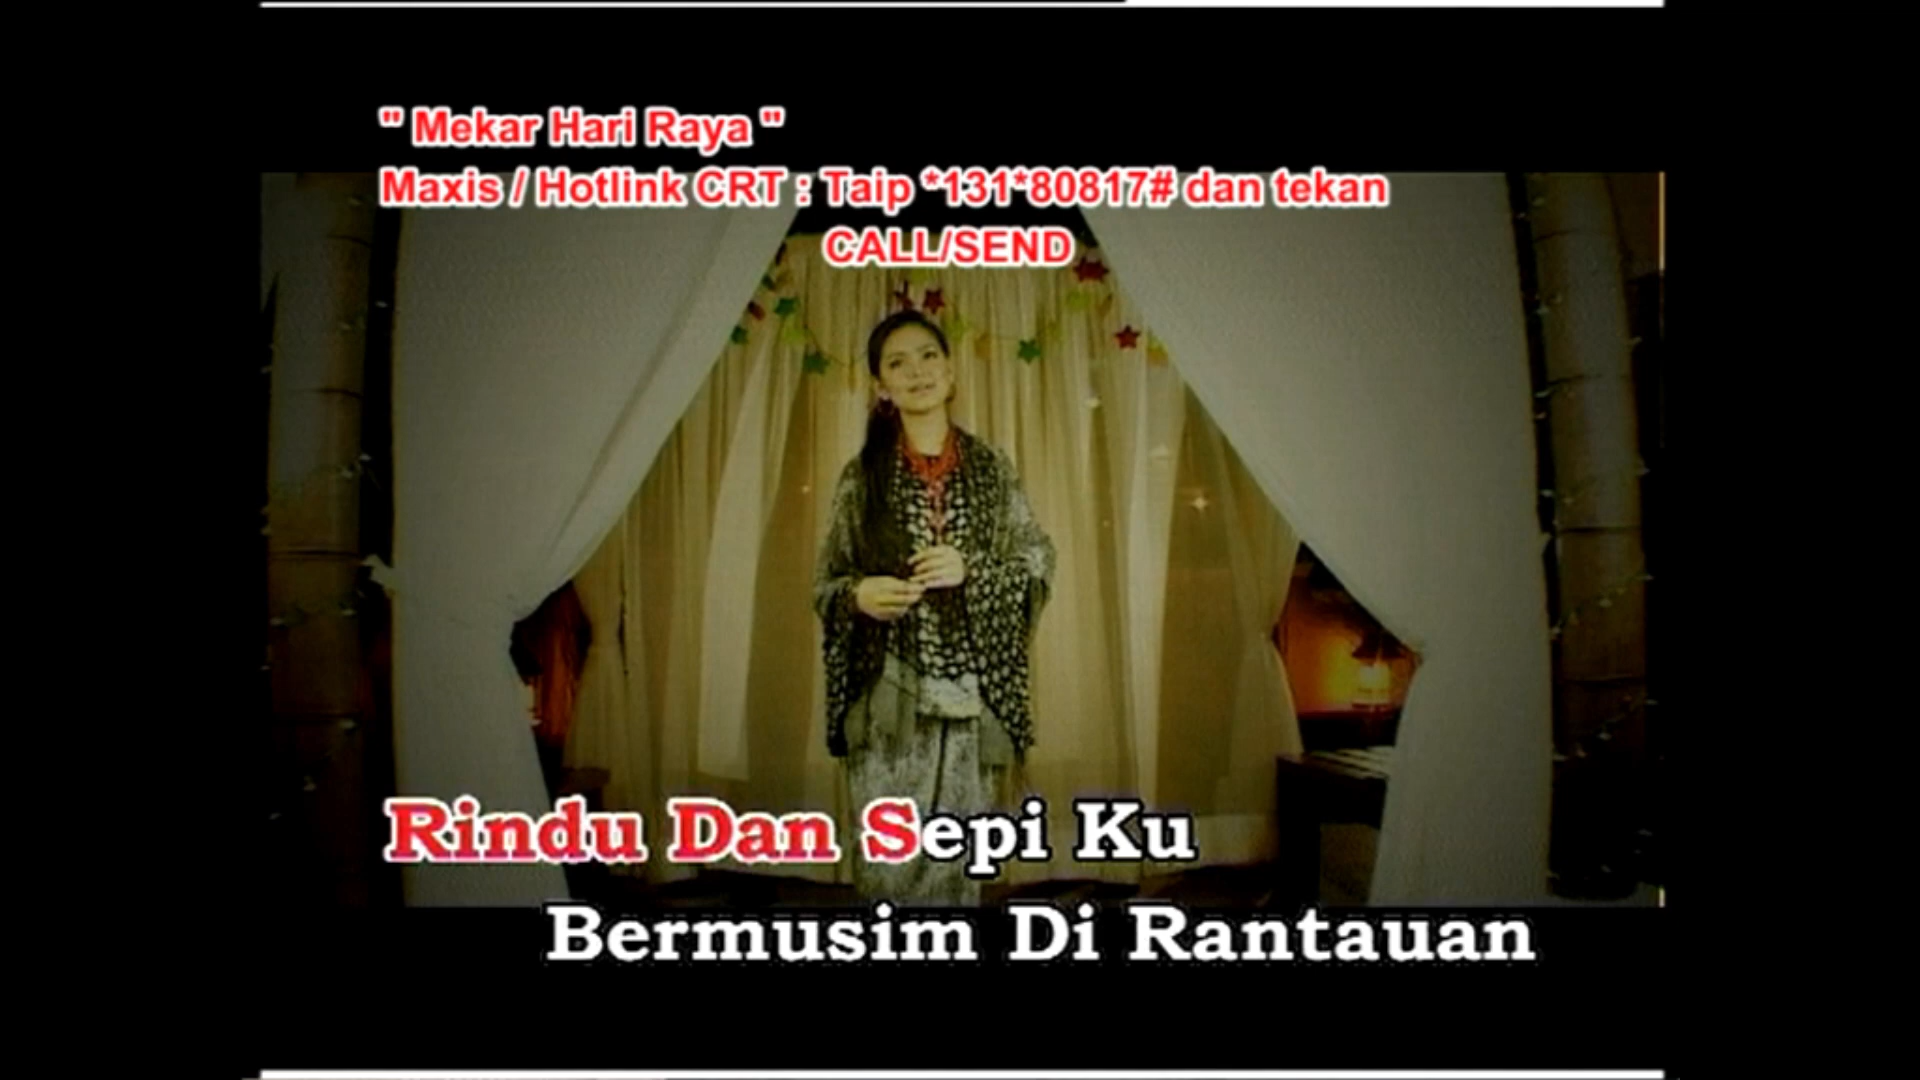 " Mekar Hari Raya "
Maxis / Hotlink CRT : Taip *131*80817# dan tekan
CALL/SEND
Rindu Dan Sepi Ku
Bermusim Di Rantauan